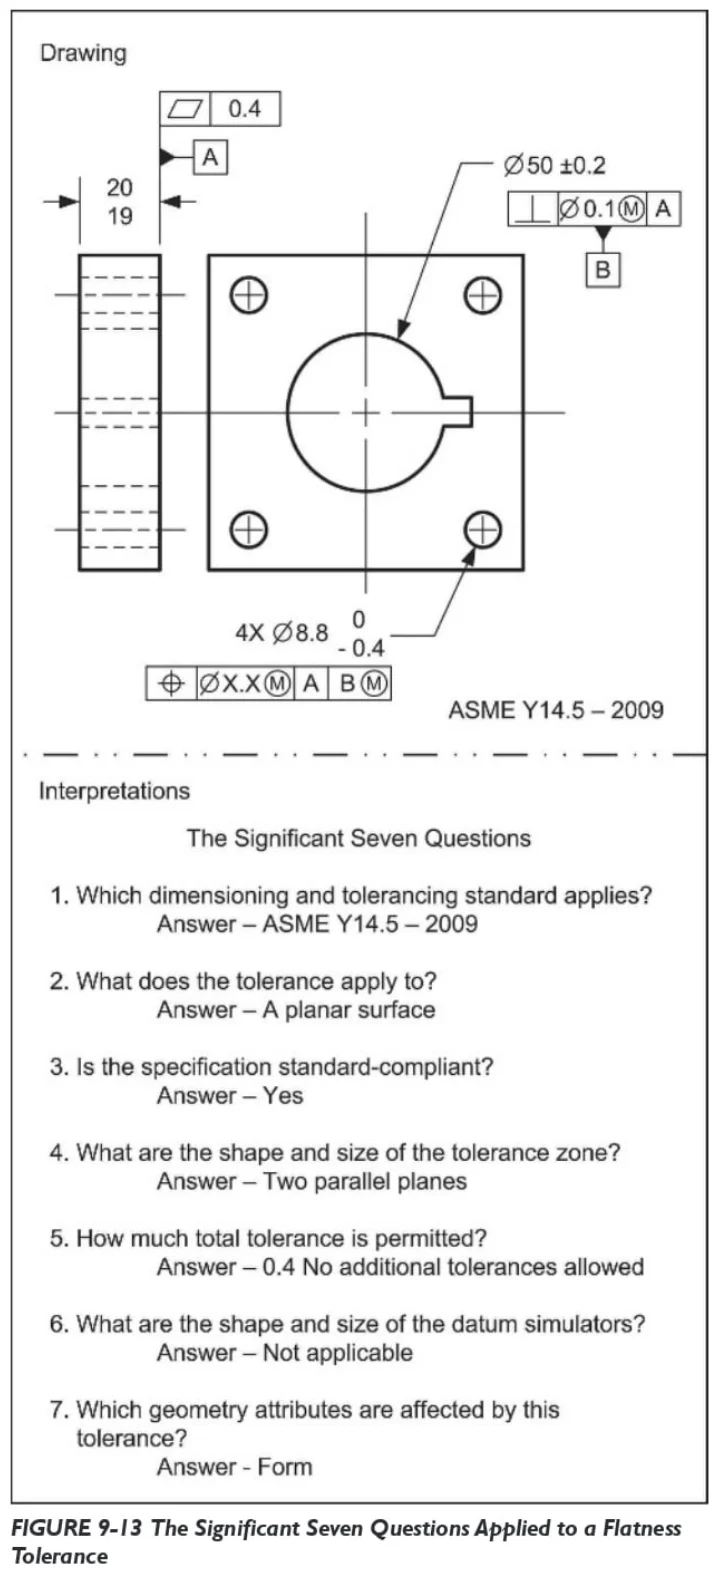 Drawing
⏥ 0.4
A
20
19
Ø50 ±0.2
⊥ Ø0.1Ⓜ A
B
4X Ø8.8 0
- 0.4
⌖ ØX.XⓂ A BⓂ
ASME Y14.5 – 2009
Interpretations
The Significant Seven Questions
1. Which dimensioning and tolerancing standard applies?
Answer – ASME Y14.5 – 2009
2. What does the tolerance apply to?
Answer – A planar surface
3. Is the specification standard-compliant?
Answer – Yes
4. What are the shape and size of the tolerance zone?
Answer – Two parallel planes
5. How much total tolerance is permitted?
Answer – 0.4 No additional tolerances allowed
6. What are the shape and size of the datum simulators?
Answer – Not applicable
7. Which geometry attributes are affected by this
tolerance?
Answer - Form
FIGURE 9-13 The Significant Seven Questions Applied to a Flatness
Tolerance